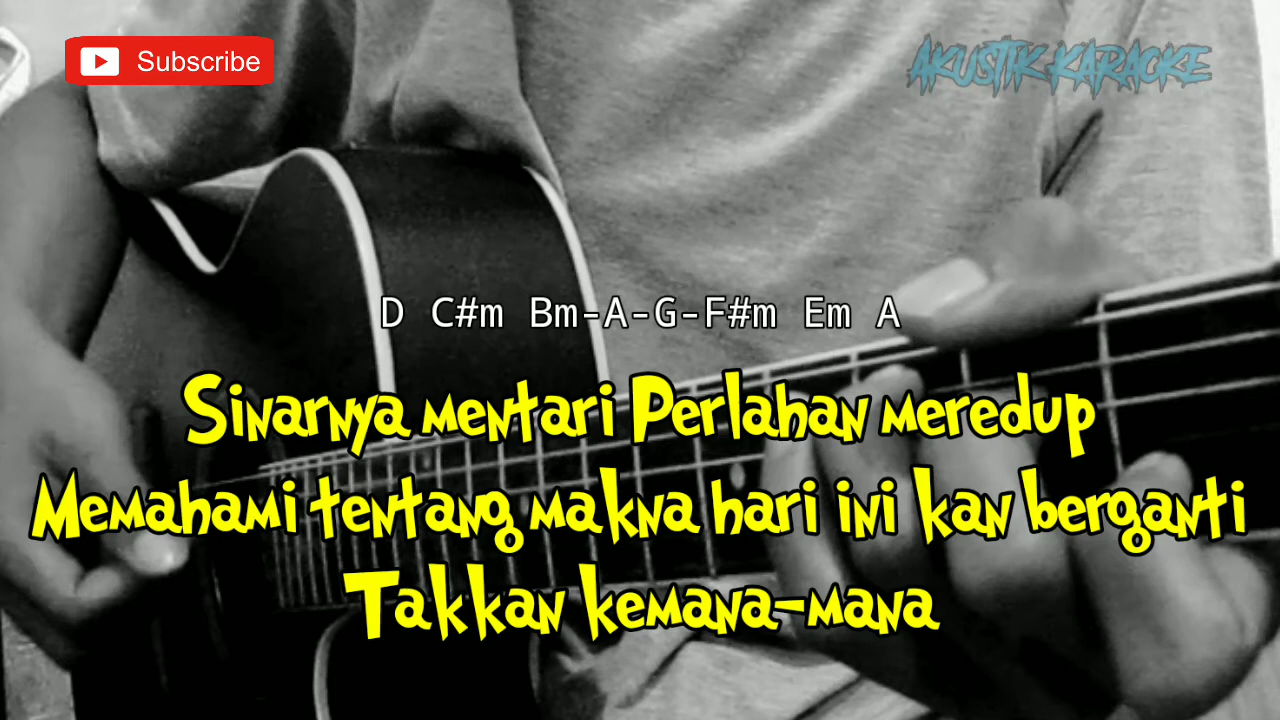 Subscribe
AKUSTIK KARAOKE
D C#m Bm-A-G-F#m Em A
Sinarnya mentari Perlahan meredup
Memahami tentang makna hari ini kan berganti
Takkan kemana-mana